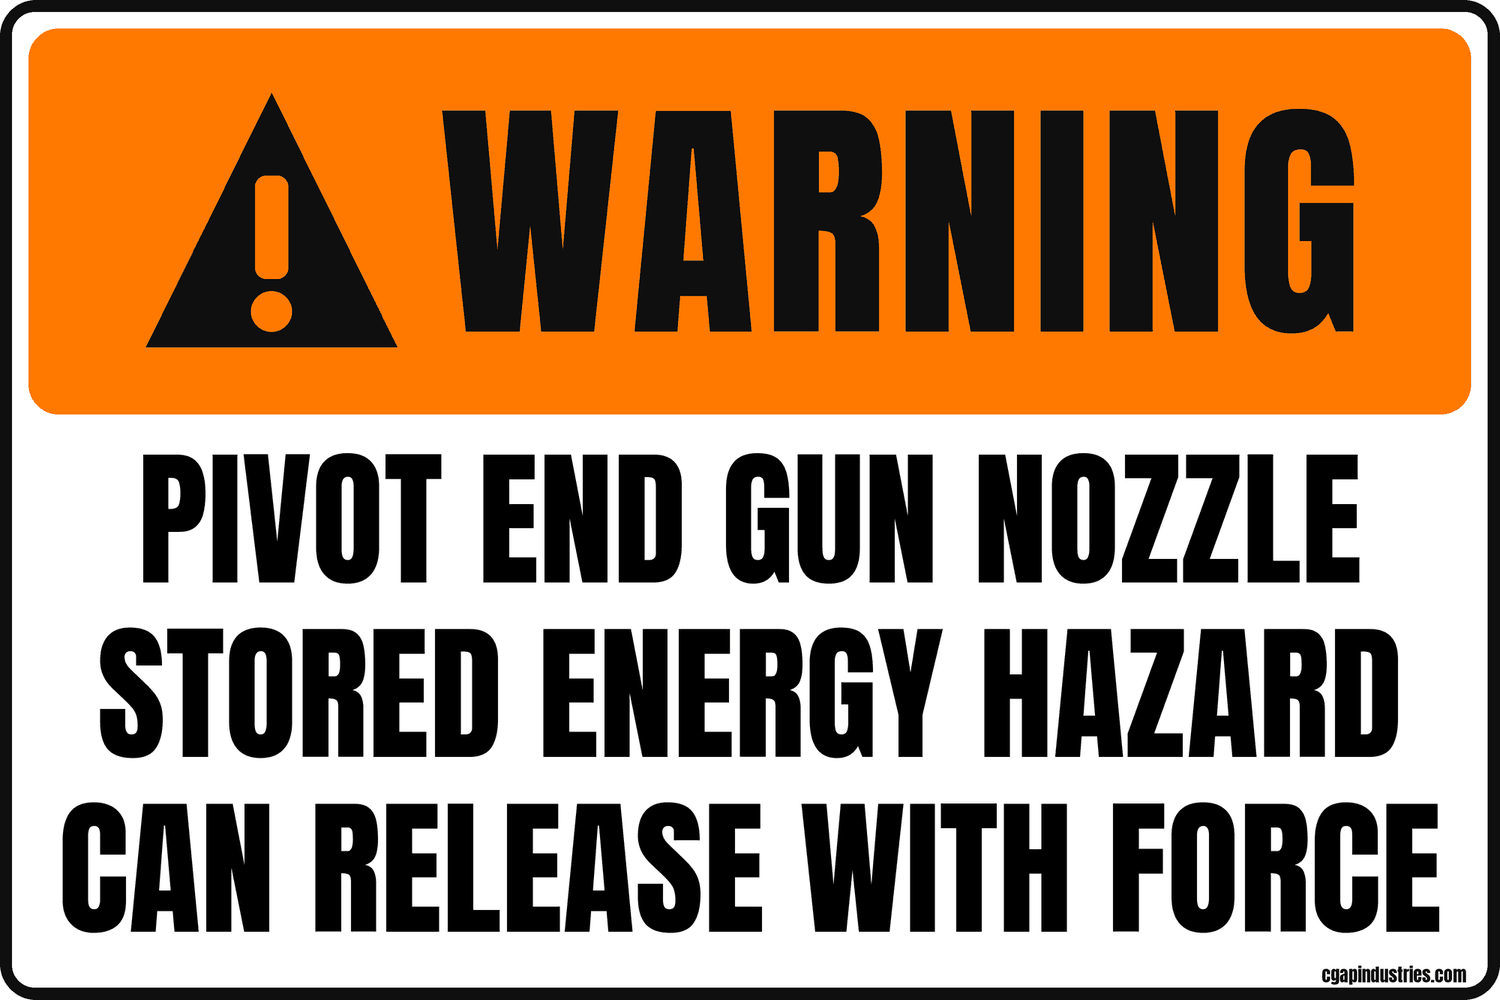 WARNING
PIVOT END GUN NOZZLE
STORED ENERGY HAZARD
CAN RELEASE WITH FORCE
cgapindustries.com